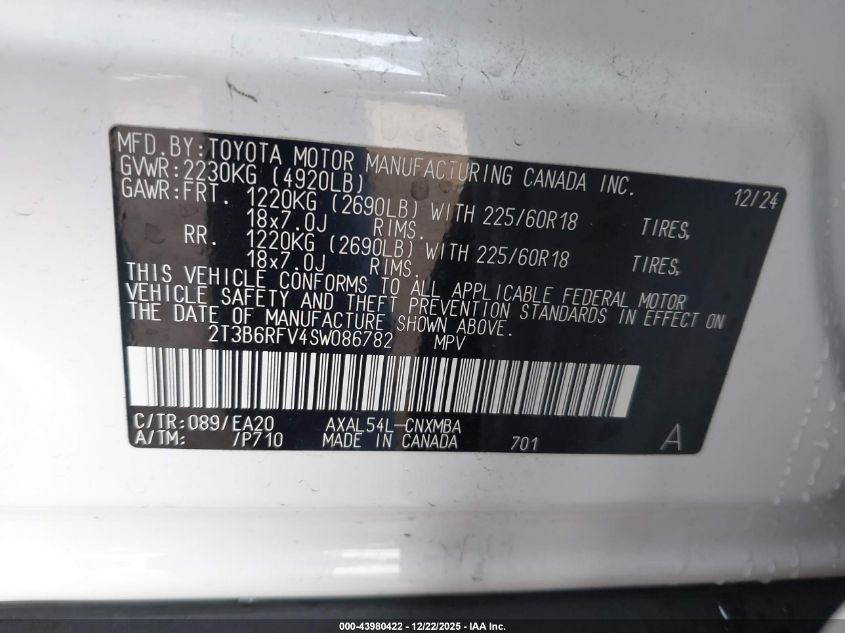 MFD.BY:TOYOTA MOTOR MANUFACTURING CANADA INC. 12/24
GVWR:2230KG (4920LB)
GAWR:FRT. 1220KG (2690LB) WITH 225/60R18 TIRES,
18x7.0J RIMS.
RR. 1220KG (2690LB) WITH 225/60R18 TIRES,
18x7.0J RIMS.
THIS VEHICLE CONFORMS TO ALL APPLICABLE FEDERAL MOTOR
VEHICLE SAFETY AND THEFT PREVENTION STANDARDS IN EFFECT ON
THE DATE OF MANUFACTURE SHOWN ABOVE.
2T3B6RFV4SW086782 MPV
C/TR:089/EA20 AXAL54L-CNXMBA
A/TM: /P710 MADE IN CANADA 701 A
000-43980422 - 12/22/2025 - IAA Inc.